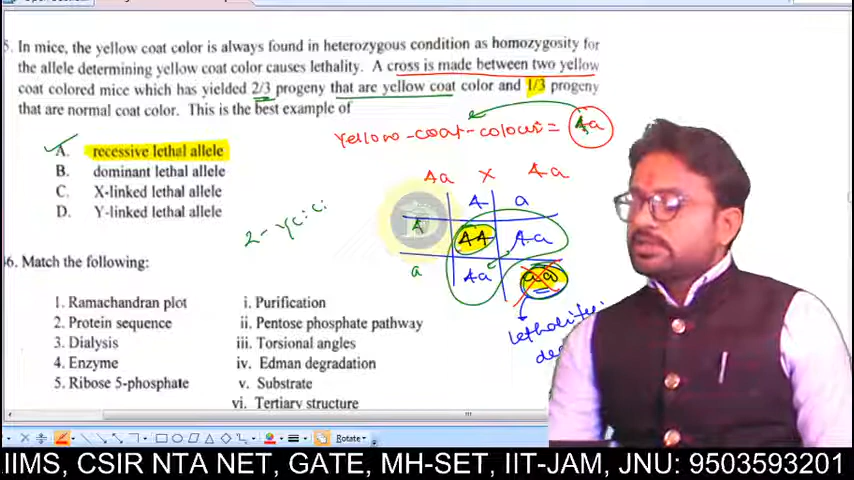 5. In mice, the yellow coat color is always found in heterozygous condition as homozygosity for
the allele determining yellow coat color causes lethality. A cross is made between two yellow
coat colored mice which has yielded 2/3 progeny that are yellow coat color and 1/3 progeny
that are normal coat color. This is the best example of
Yellow-coat-colour = Aa
A. recessive lethal allele
B. dominant lethal allele
C. X-linked lethal allele
D. Y-linked lethal allele
Aa X Aa
A a
A AA Aa
a Aa aa
2-YC:C:
lethality:
46. Match the following:
1. Ramachandran plot i. Purification
2. Protein sequence ii. Pentose phosphate pathway
3. Dialysis iii. Torsional angles
4. Enzyme iv. Edman degradation
5. Ribose 5-phosphate v. Substrate
vi. Tertiary structure
Rotate
IIMS, CSIR NTA NET, GATE, MH-SET, IIT-JAM, JNU: 9503593201